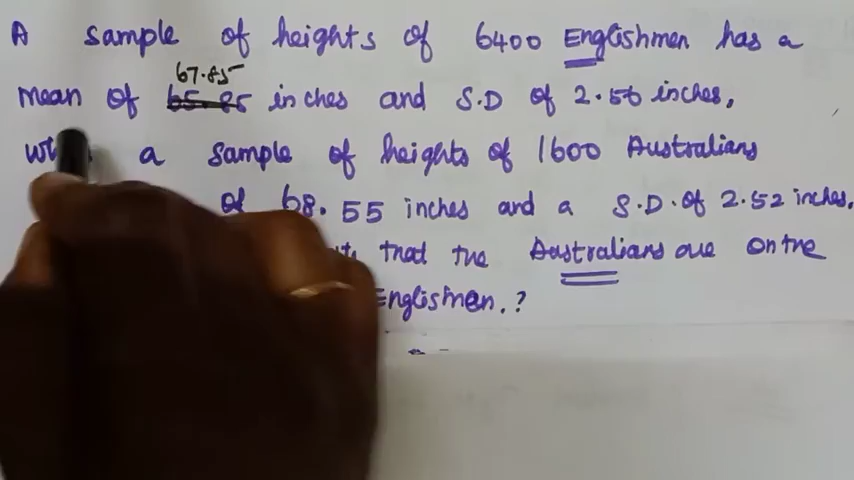 A sample of heights of 6400 Englishmen has a
mean of 67.85 inches and S.D of 2.56 inches,
a sample of heights of 1600 Australians
of 68.55 inches and a S.D. of 2.52 inches.
that the Australians are on the
Englishmen.?